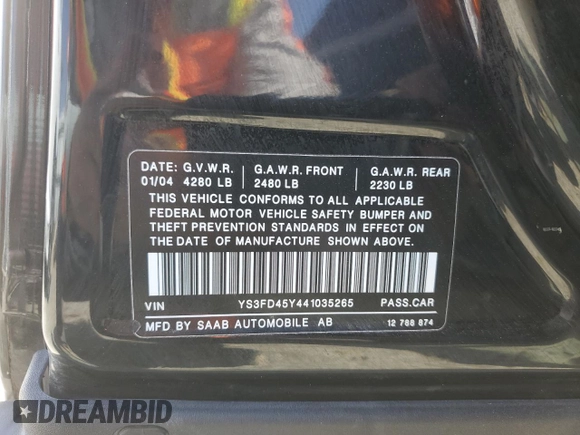 DATE: G.V.W.R. G.A.W.R. FRONT G.A.W.R. REAR
01/04 4280 LB 2480 LB 2230 LB
THIS VEHICLE CONFORMS TO ALL APPLICABLE
FEDERAL MOTOR VEHICLE SAFETY BUMPER AND
THEFT PREVENTION STANDARDS IN EFFECT ON
THE DATE OF MANUFACTURE SHOWN ABOVE.
VIN YS3FD45Y441035265 PASS.CAR
MFD BY SAAB AUTOMOBILE AB 12 788 874
DREAMBID